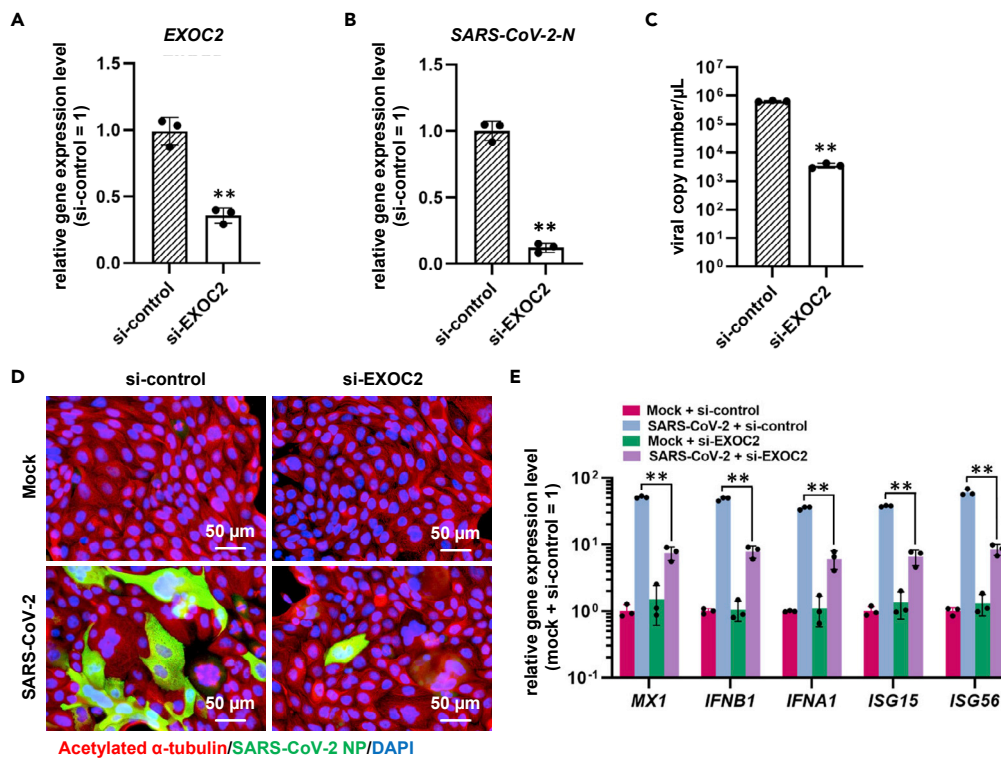 A
EXOC2
relative gene expression level
(si-control = 1)
1.5
1.0
0.5
0.0
**
si-control
si-EXOC2
B
SARS-CoV-2-N
relative gene expression level
(si-control = 1)
1.5
1.0
0.5
0.0
**
si-control
si-EXOC2
C
viral copy number/µL
10⁷
10⁶
10⁵
10⁴
10³
10²
10¹
10⁰
**
si-control
si-EXOC2
D
si-control
si-EXOC2
Mock
50 µm
50 µm
SARS-CoV-2
50 µm
50 µm
Acetylated α-tubulin/SARS-CoV-2 NP/DAPI
E
Mock + si-control
SARS-CoV-2 + si-control
Mock + si-EXOC2
SARS-CoV-2 + si-EXOC2
relative gene expression level
(mock + si-control = 1)
10²
10¹
10⁰
10⁻¹
** ** ** ** **
MX1 IFNB1 IFNA1 ISG15 ISG56